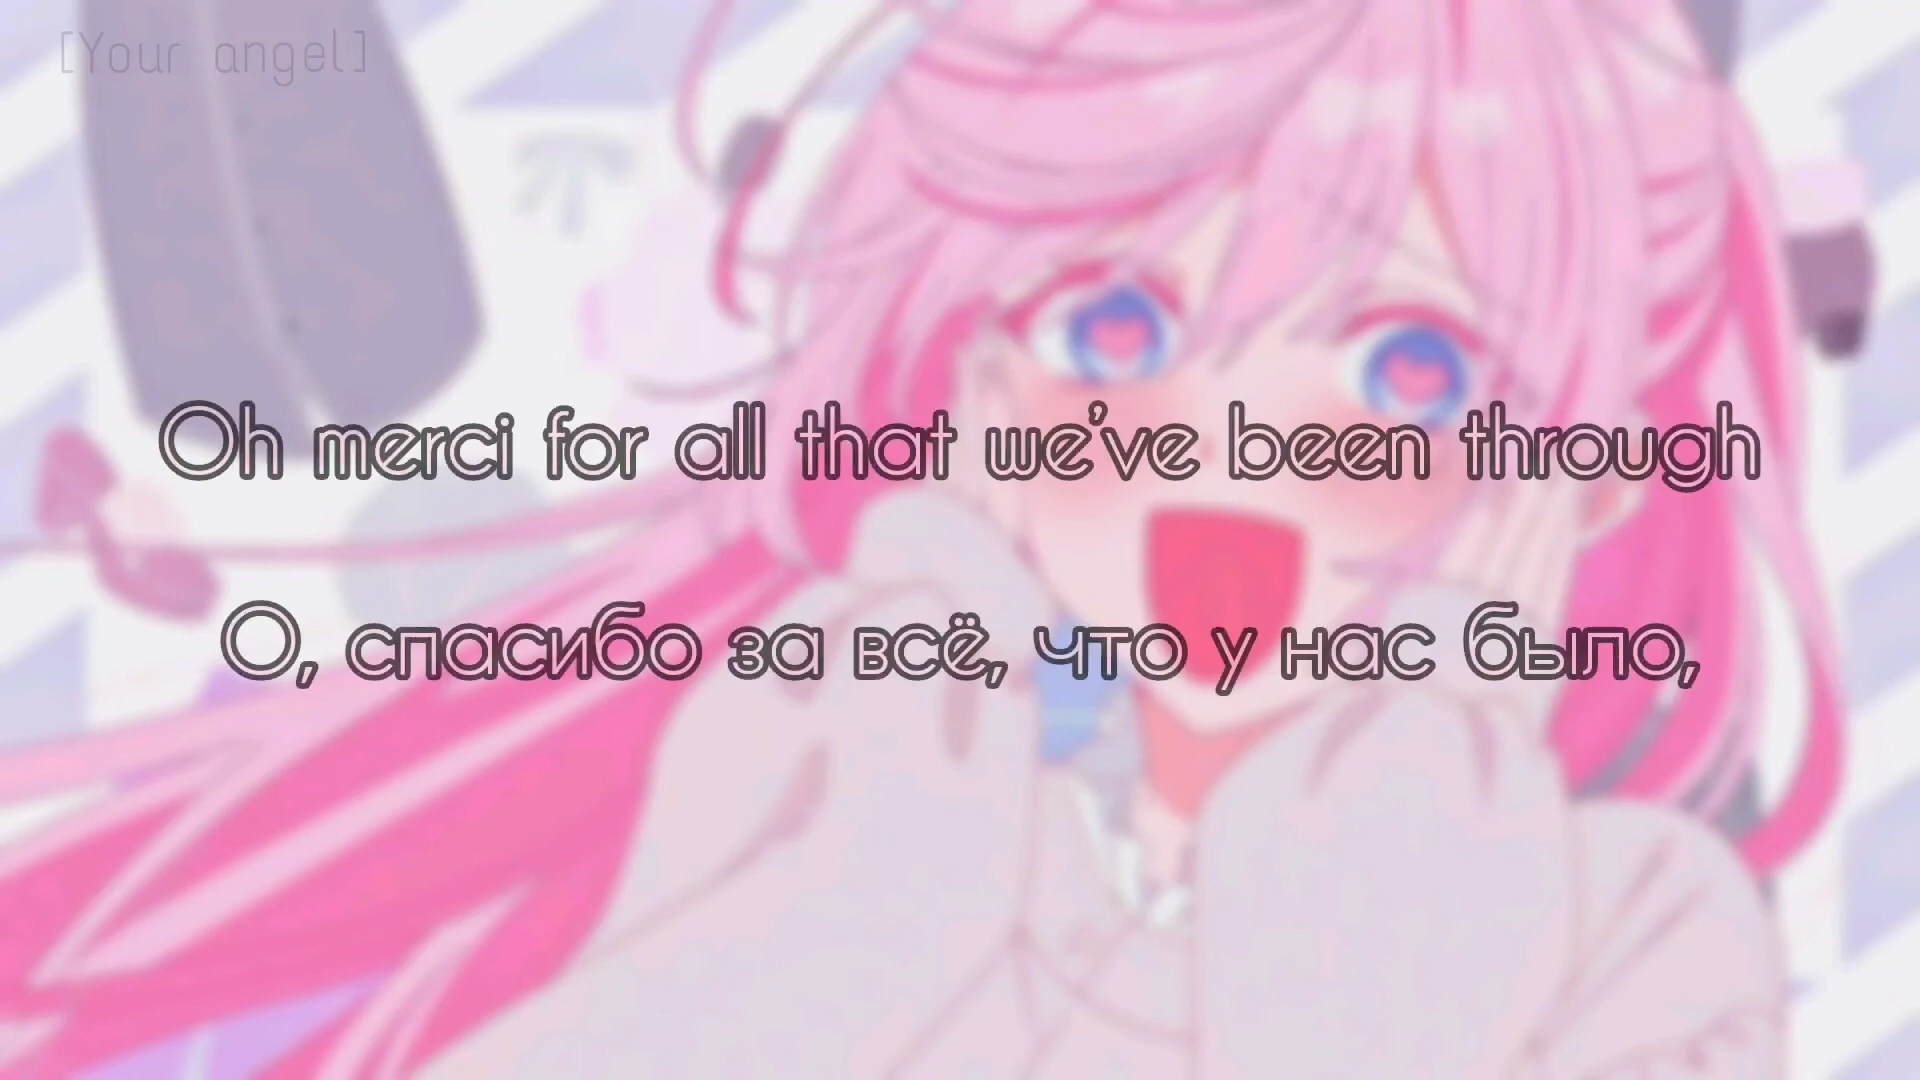 [Your angel]
Oh merci for all that we've been through
О, спасибо за всё, что у нас было,